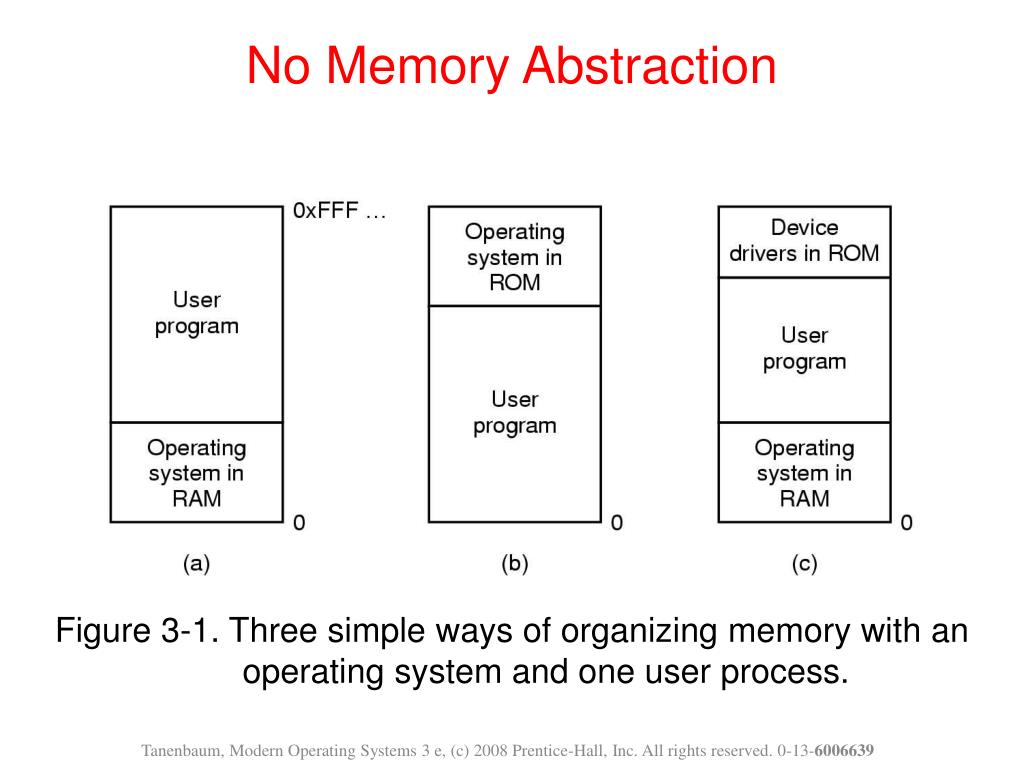 No Memory Abstraction
0xFFF …
User
program
Operating
system in
RAM
0
(a)
Operating
system in
ROM
User
program
0
(b)
Device
drivers in ROM
User
program
Operating
system in
RAM
0
(c)
Figure 3-1. Three simple ways of organizing memory with an
operating system and one user process.
Tanenbaum, Modern Operating Systems 3 e, (c) 2008 Prentice-Hall, Inc. All rights reserved. 0-13-6006639